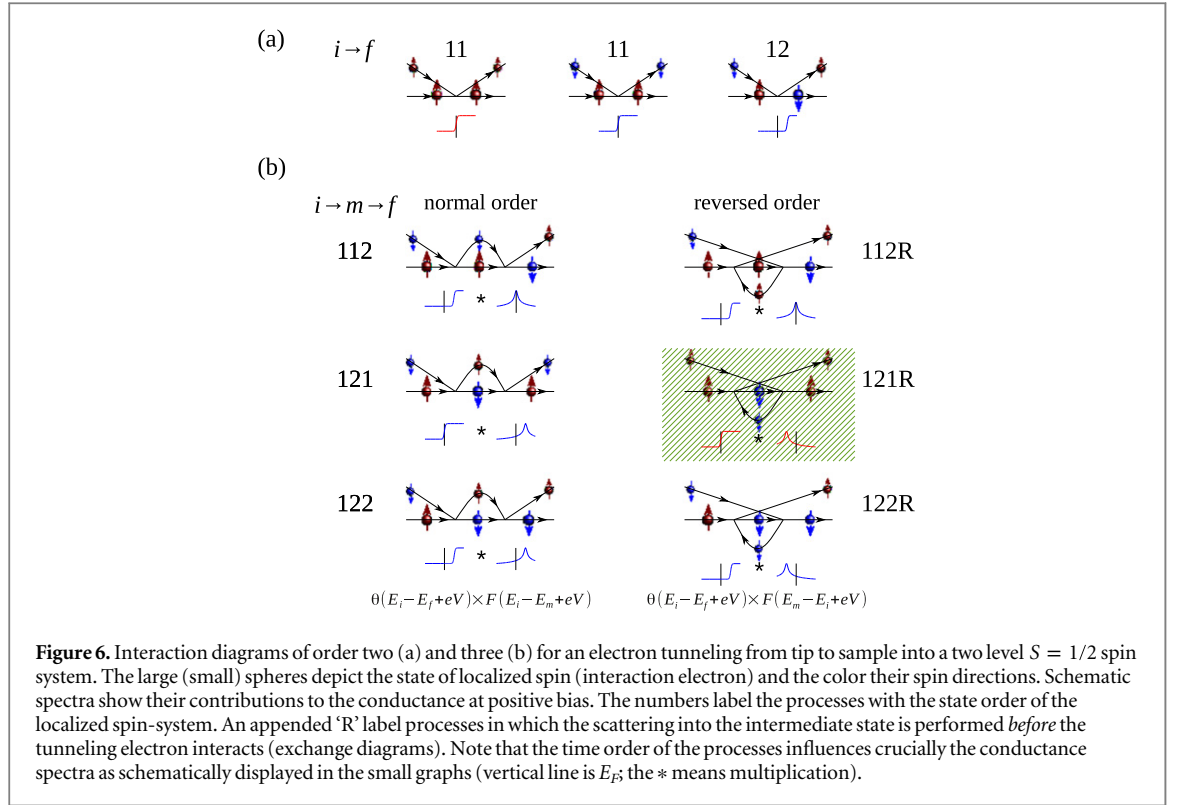 (a)
i→f 11 11 12
(b)
i→m→f normal order reversed order
112 * * 112R
121 * * 121R
122 * * 122R
θ(E_i−E_f+eV)×F(E_i−E_m+eV) θ(E_i−E_f+eV)×F(E_m−E_i+eV)
Figure 6. Interaction diagrams of order two (a) and three (b) for an electron tunneling from tip to sample into a two level S = 1/2 spin
system. The large (small) spheres depict the state of localized spin (interaction electron) and the color their spin directions. Schematic
spectra show their contributions to the conductance at positive bias. The numbers label the processes with the state order of the
localized spin-system. An appended ‘R’ label processes in which the scattering into the intermediate state is performed before the
tunneling electron interacts (exchange diagrams). Note that the time order of the processes influences crucially the conductance
spectra as schematically displayed in the small graphs (vertical line is E_F; the * means multiplication).